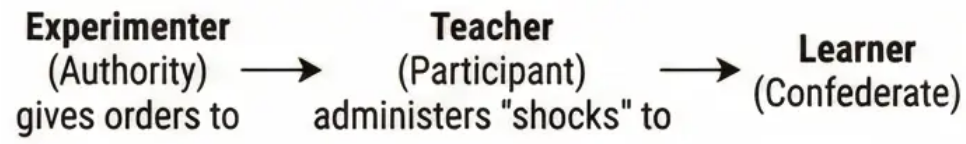 Experimenter
(Authority)
gives orders to
Teacher
(Participant)
administers "shocks" to
Learner
(Confederate)